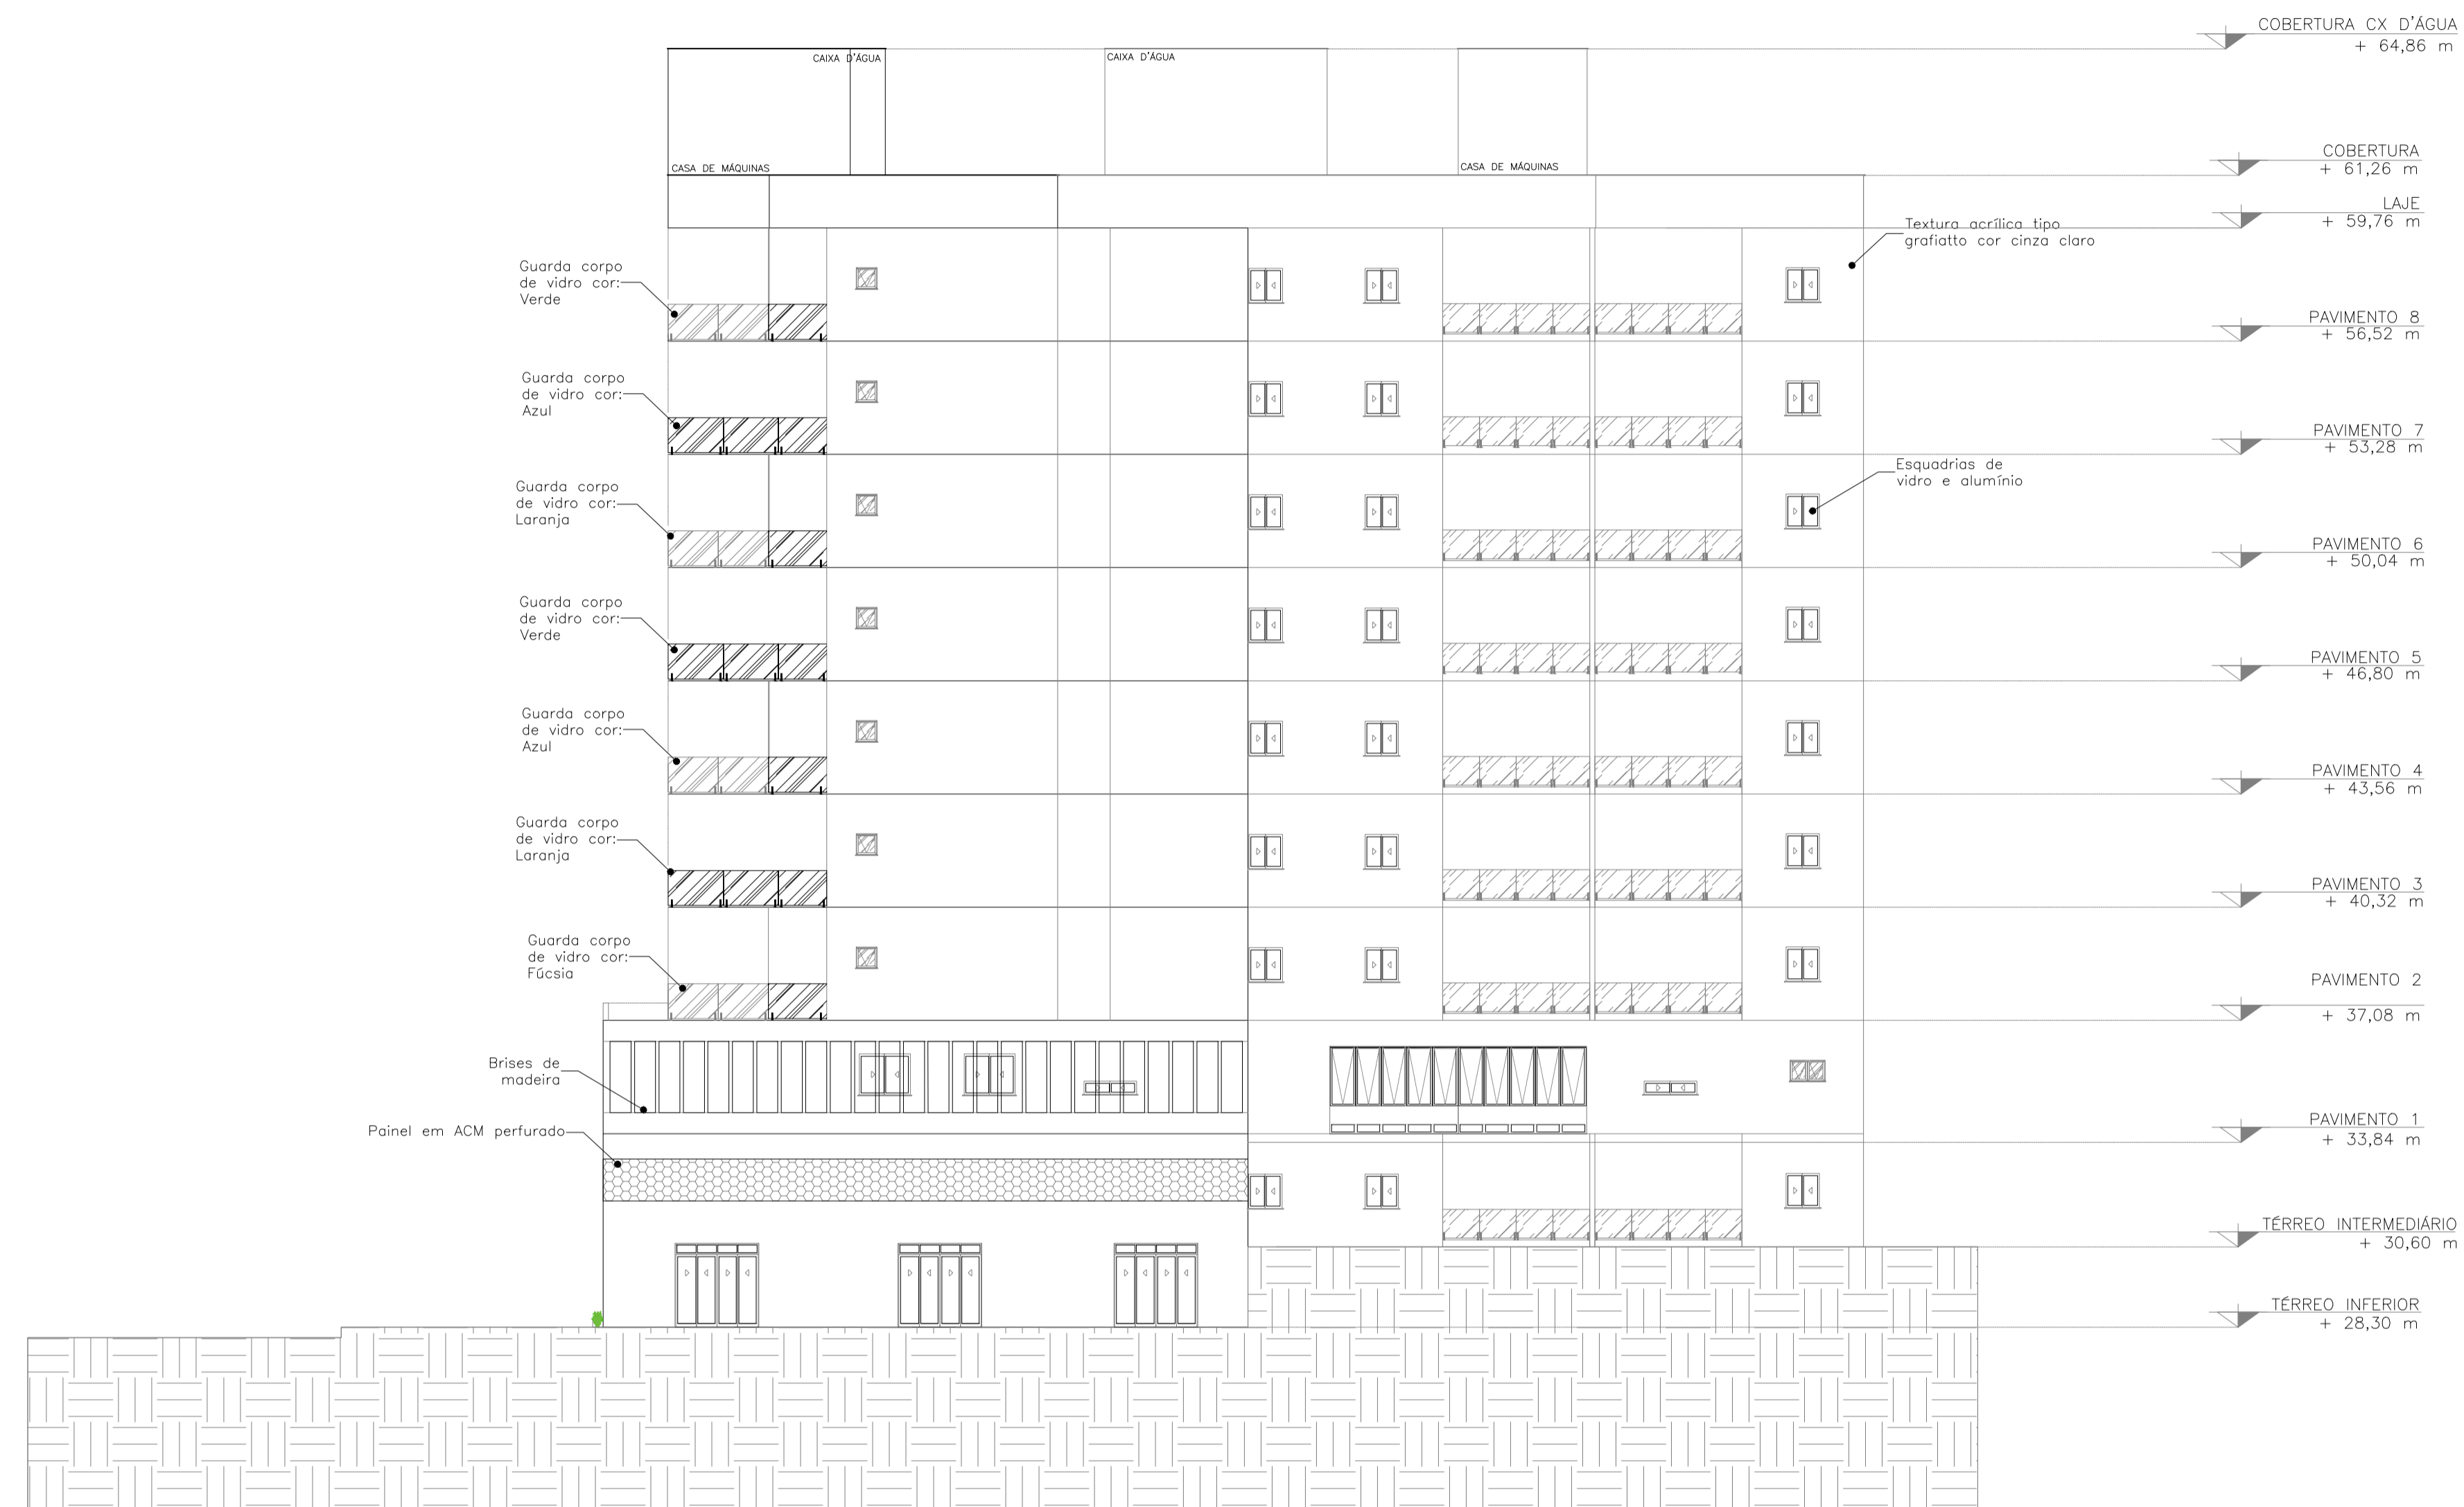 COBERTURA CX D'ÁGUA
+ 64,86 m
CAIXA D'ÁGUA
CAIXA D'ÁGUA
COBERTURA
+ 61,26 m
CASA DE MÁQUINAS
CASA DE MÁQUINAS
LAJE
+ 59,76 m
Textura acrílica tipo
grafiatto cor cinza claro
Guarda corpo
de vidro cor:
Verde
PAVIMENTO 8
+ 56,52 m
Guarda corpo
de vidro cor:
Azul
PAVIMENTO 7
+ 53,28 m
Esquadrias de
vidro e alumínio
Guarda corpo
de vidro cor:
Laranja
PAVIMENTO 6
+ 50,04 m
Guarda corpo
de vidro cor:
Verde
PAVIMENTO 5
+ 46,80 m
Guarda corpo
de vidro cor:
Azul
PAVIMENTO 4
+ 43,56 m
Guarda corpo
de vidro cor:
Laranja
PAVIMENTO 3
+ 40,32 m
Guarda corpo
de vidro cor:
Fúcsia
PAVIMENTO 2
+ 37,08 m
Brises de
madeira
Painel em ACM perfurado
PAVIMENTO 1
+ 33,84 m
TÉRREO INTERMEDIÁRIO
+ 30,60 m
TÉRREO INFERIOR
+ 28,30 m